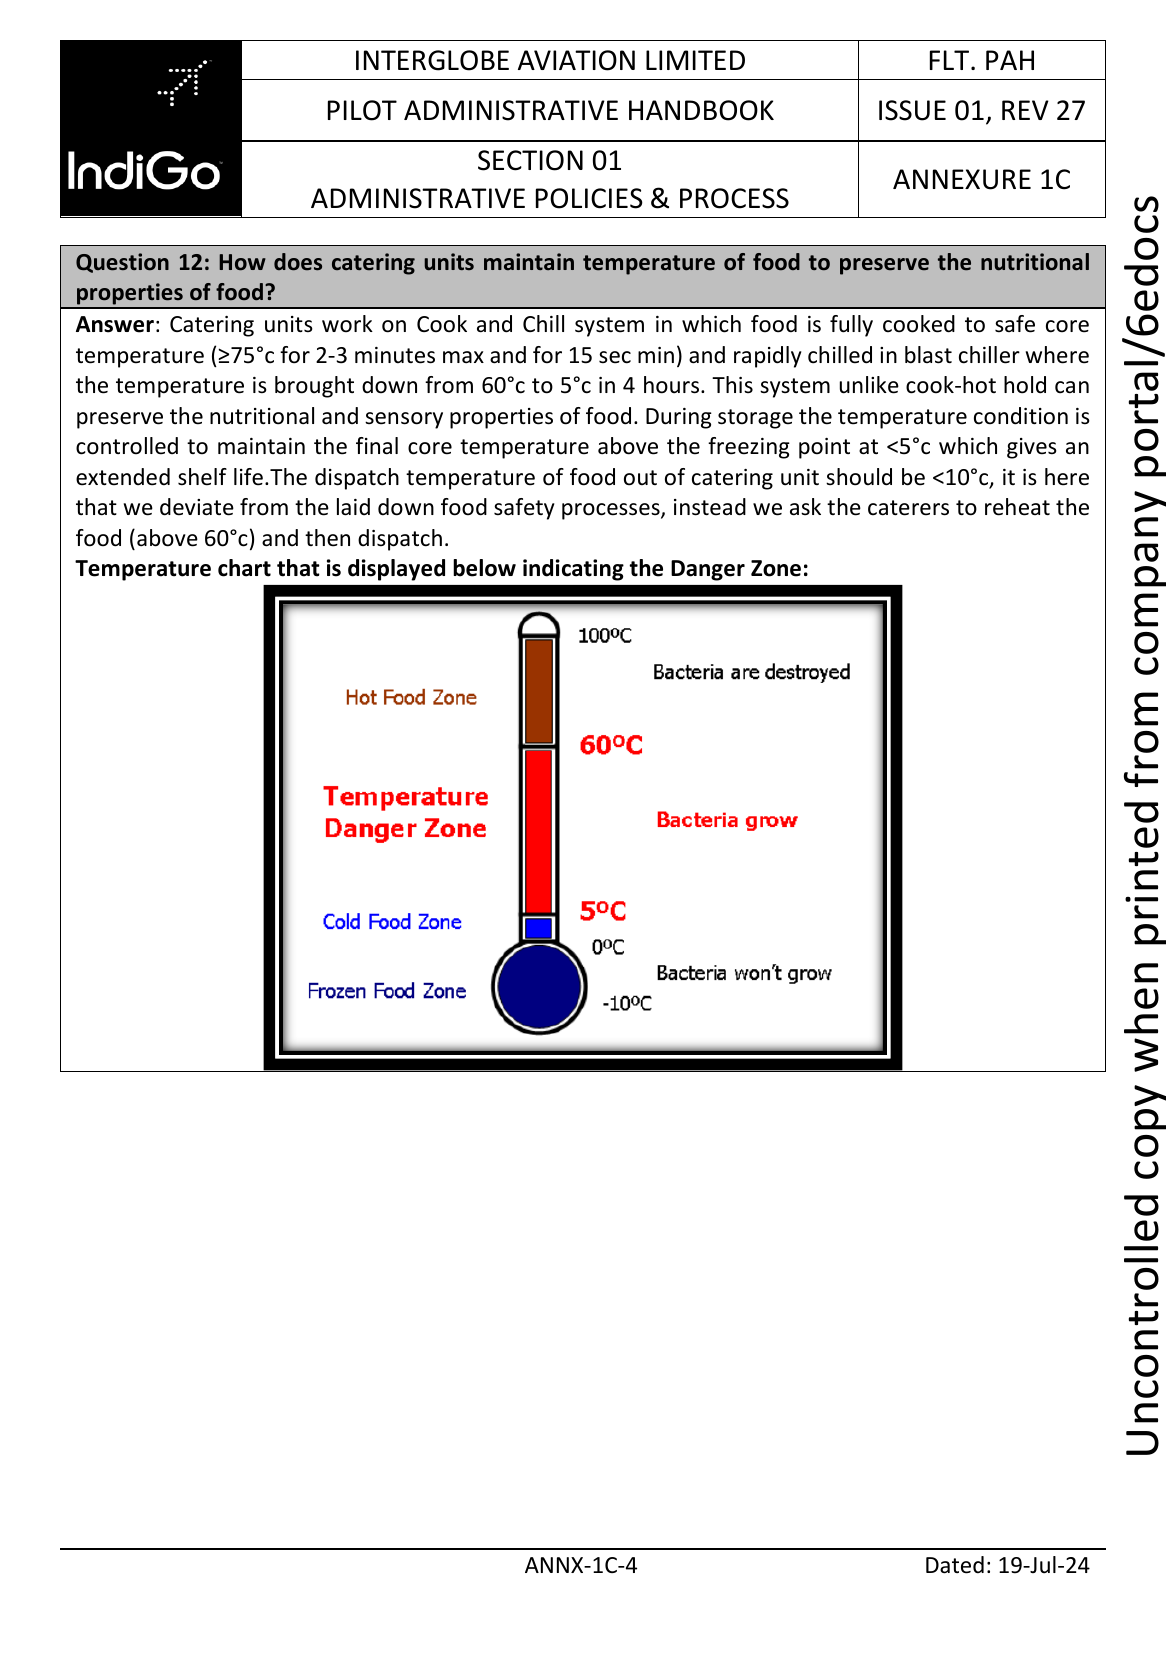 INTERGLOBE AVIATION LIMITED
FLT. PAH
PILOT ADMINISTRATIVE HANDBOOK
ISSUE 01, REV 27
IndiGo
SECTION 01
ADMINISTRATIVE POLICIES & PROCESS
ANNEXURE 1C
Question 12: How does catering units maintain temperature of food to preserve the nutritional
properties of food?
Answer: Catering units work on Cook and Chill system in which food is fully cooked to safe core
temperature (≥75°c for 2-3 minutes max and for 15 sec min) and rapidly chilled in blast chiller where
the temperature is brought down from 60°c to 5°c in 4 hours. This system unlike cook-hot hold can
preserve the nutritional and sensory properties of food. During storage the temperature condition is
controlled to maintain the final core temperature above the freezing point at <5°c which gives an
extended shelf life.The dispatch temperature of food out of catering unit should be <10°c, it is here
that we deviate from the laid down food safety processes, instead we ask the caterers to reheat the
food (above 60°c) and then dispatch.
Temperature chart that is displayed below indicating the Danger Zone:
100ºC
Bacteria are destroyed
Hot Food Zone
60ºC
Temperature
Danger Zone
Bacteria grow
5ºC
Cold Food Zone
0ºC
Bacteria won't grow
Frozen Food Zone
-10ºC
ANNX-1C-4
Dated: 19-Jul-24
Uncontrolled copy when printed from company portal/6edocs